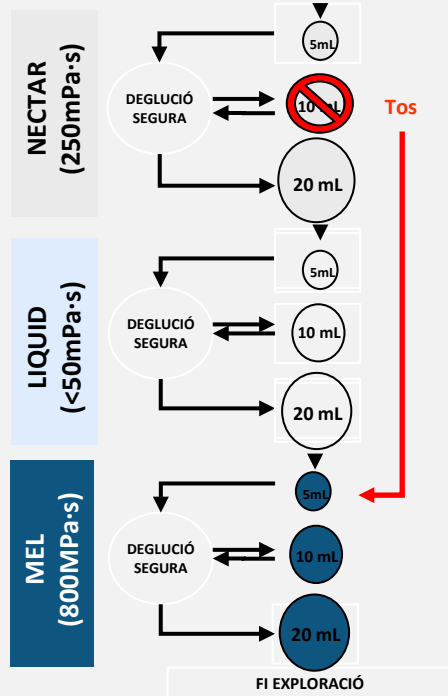 NECTAR
(250mPa·s)
5mL
DEGLUCIÓ
SEGURA
10 mL
Tos
20 mL
LIQUID
(<50mPa·s)
5mL
DEGLUCIÓ
SEGURA
10 mL
20 mL
MEL
(800MPa·s)
5mL
DEGLUCIÓ
SEGURA
10 mL
20 mL
FI EXPLORACIÓ